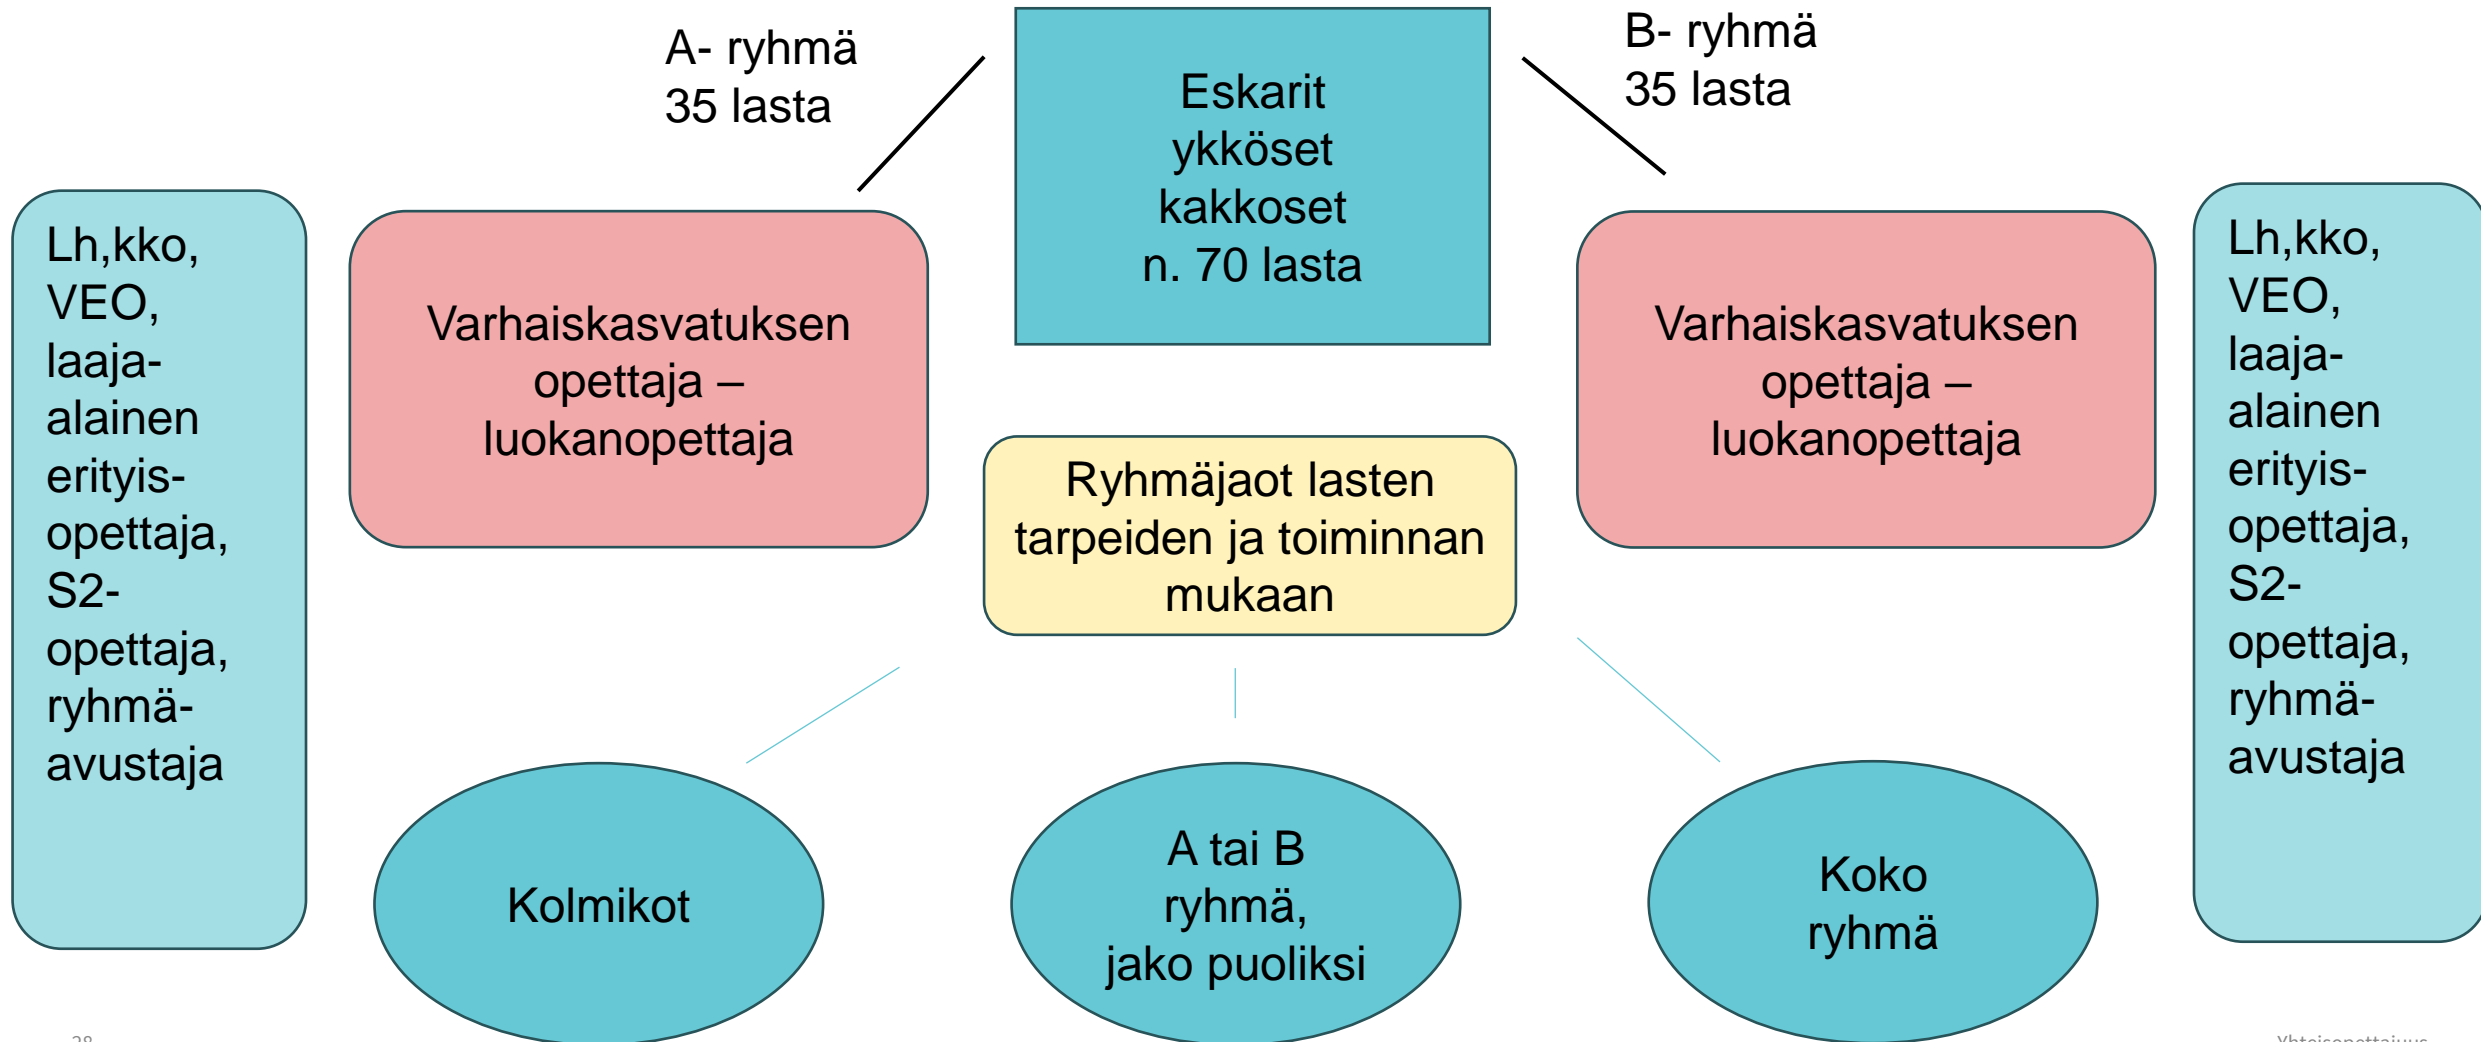 A- ryhmä
35 lasta
Eskarit
ykköset
kakkoset
n. 70 lasta
B- ryhmä
35 lasta
Lh,kko,
VEO,
laaja-
alainen
erityis-
opettaja,
S2-
opettaja,
ryhmä-
avustaja
Varhaiskasvatuksen
opettaja –
luokanopettaja
Varhaiskasvatuksen
opettaja –
luokanopettaja
Lh,kko,
VEO,
laaja-
alainen
erityis-
opettaja,
S2-
opettaja,
ryhmä-
avustaja
Ryhmäjaot lasten
tarpeiden ja toiminnan
mukaan
Kolmikot
A tai B
ryhmä,
jako puoliksi
Koko
ryhmä
28
Yhteisopettajuus